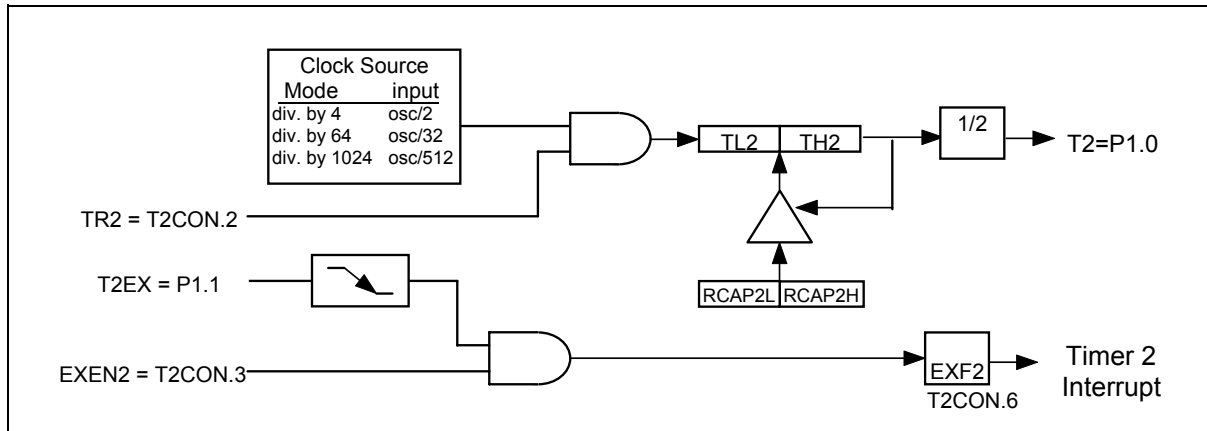 Clock Source
Mode input
div. by 4 osc/2
div. by 64 osc/32
div. by 1024 osc/512
TL2 TH2
1/2
T2=P1.0
TR2 = T2CON.2
T2EX = P1.1
RCAP2L RCAP2H
EXEN2 = T2CON.3
EXF2
T2CON.6
Timer 2
Interrupt